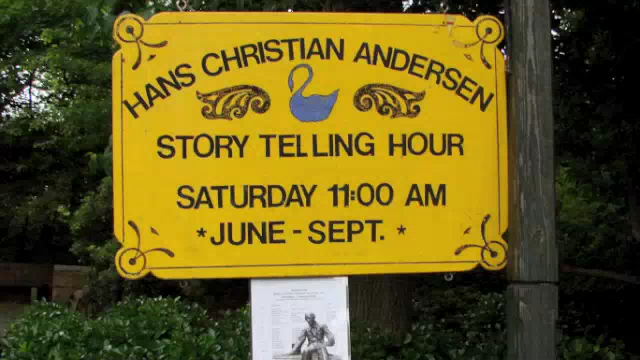 HANS CHRISTIAN ANDERSEN
STORY TELLING HOUR
SATURDAY 11:00 AM
*JUNE - SEPT. *